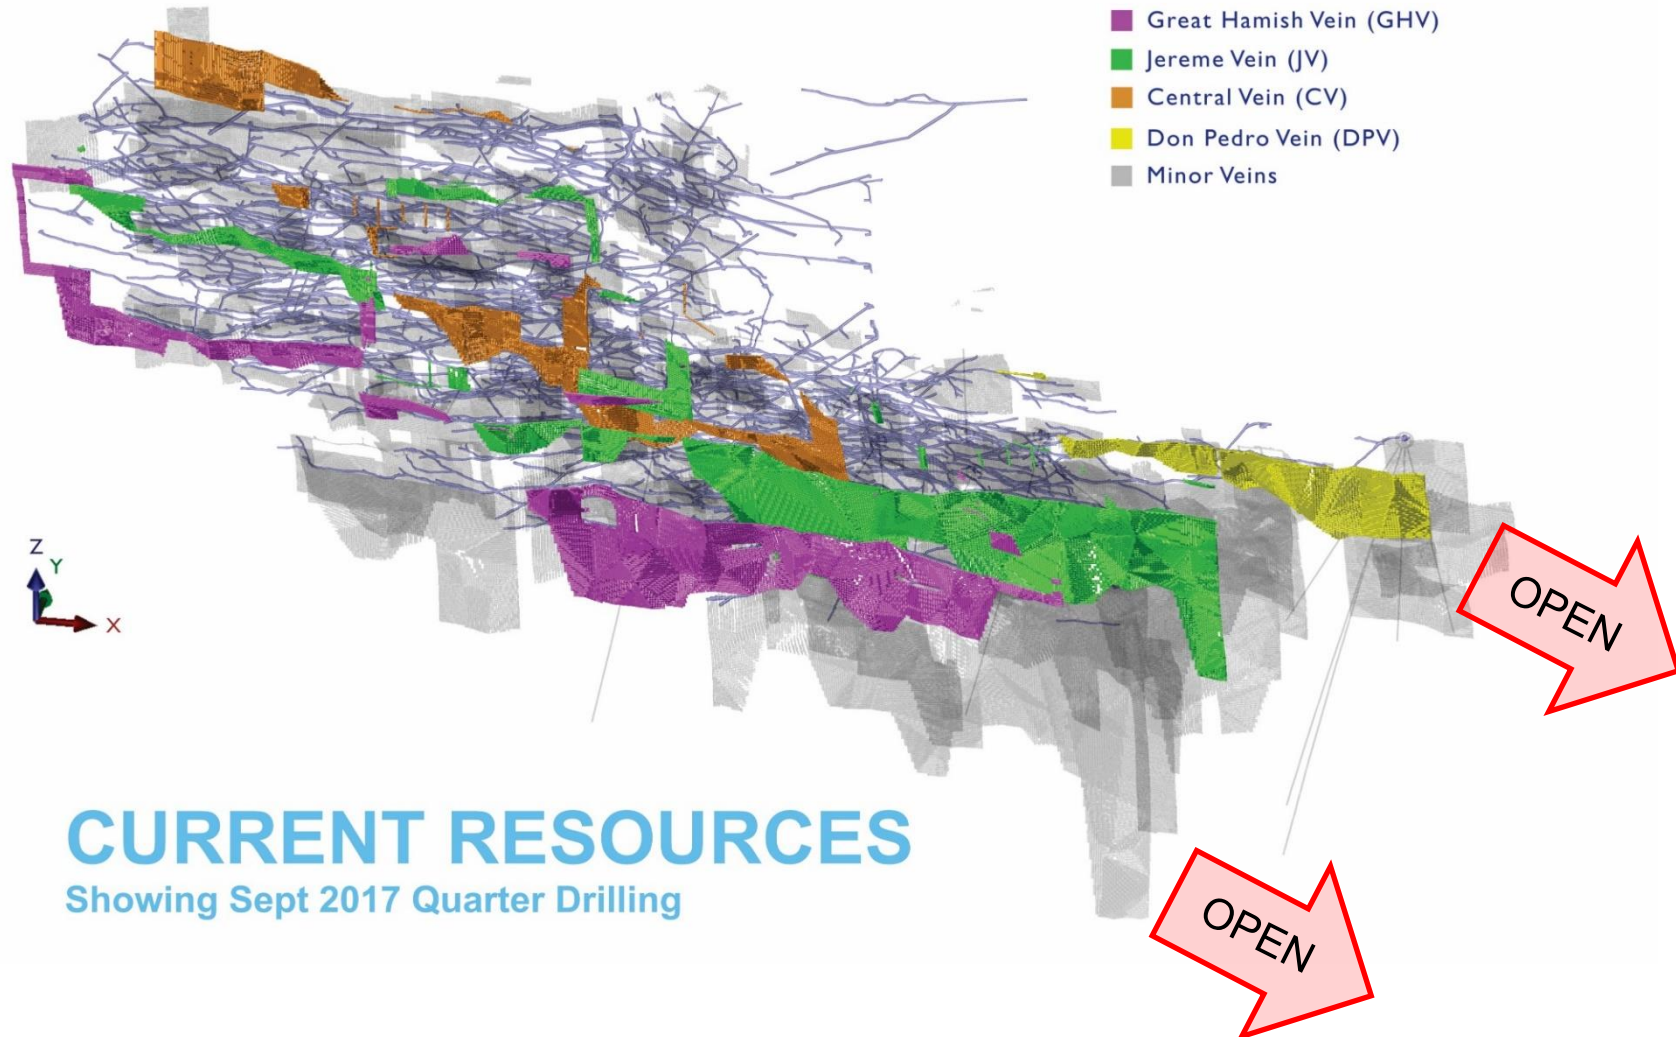 Great Hamish Vein (GHV)
Jereme Vein (JV)
Central Vein (CV)
Don Pedro Vein (DPV)
Minor Veins
Z
Y
X
OPEN
CURRENT RESOURCES
Showing Sept 2017 Quarter Drilling
OPEN